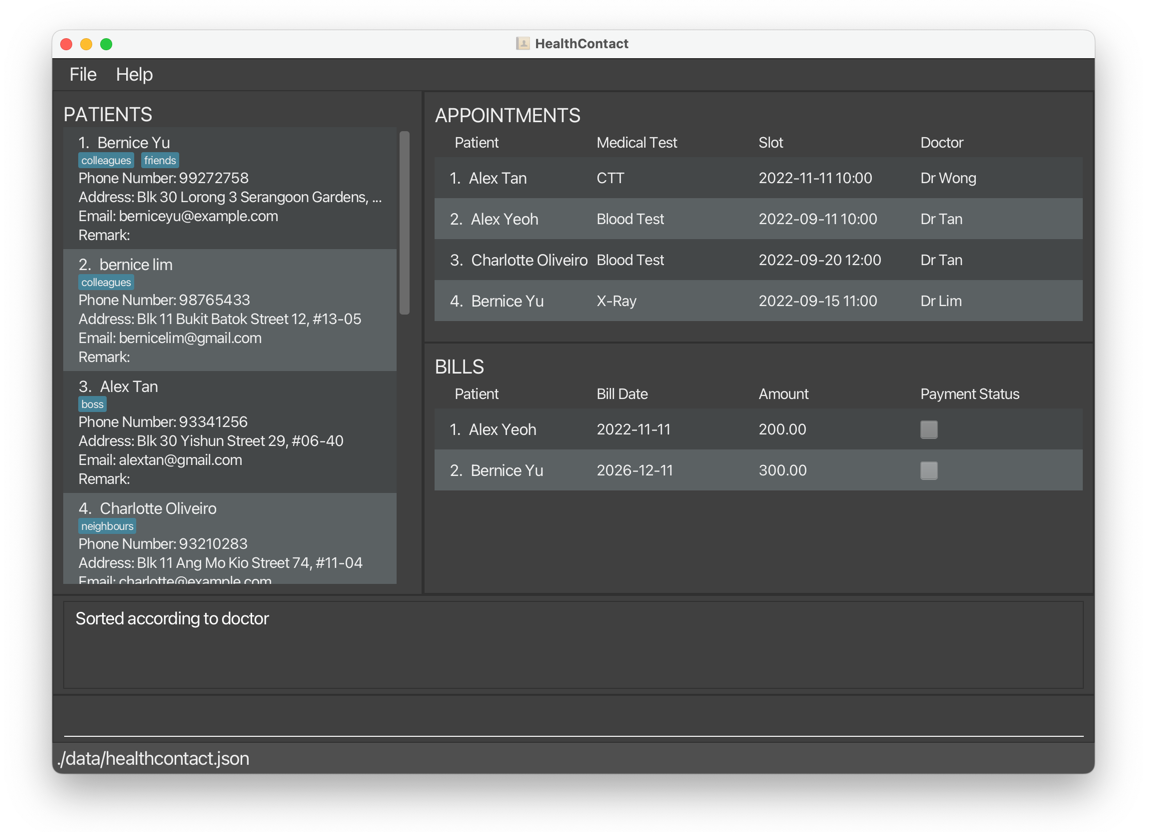 HealthContact
File Help
PATIENTS
1. Bernice Yu
colleagues friends
Phone Number: 99272758
Address: Blk 30 Lorong 3 Serangoon Gardens, ...
Email: berniceyu@example.com
Remark:
2. bernice lim
colleagues
Phone Number: 98765433
Address: Blk 11 Bukit Batok Street 12, #13-05
Email: bernicelim@gmail.com
Remark:
3. Alex Tan
boss
Phone Number: 93341256
Address: Blk 30 Yishun Street 29, #06-40
Email: alextan@gmail.com
Remark:
4. Charlotte Oliveiro
neighbours
Phone Number: 93210283
Address: Blk 11 Ang Mo Kio Street 74, #11-04
Email: charlotte@example.com
APPOINTMENTS
Patient Medical Test Slot Doctor
1. Alex Tan CTT 2022-11-11 10:00 Dr Wong
2. Alex Yeoh Blood Test 2022-09-11 10:00 Dr Tan
3. Charlotte Oliveiro Blood Test 2022-09-20 12:00 Dr Tan
4. Bernice Yu X-Ray 2022-09-15 11:00 Dr Lim
BILLS
Patient Bill Date Amount Payment Status
1. Alex Yeoh 2022-11-11 200.00
2. Bernice Yu 2026-12-11 300.00
Sorted according to doctor
./data/healthcontact.json